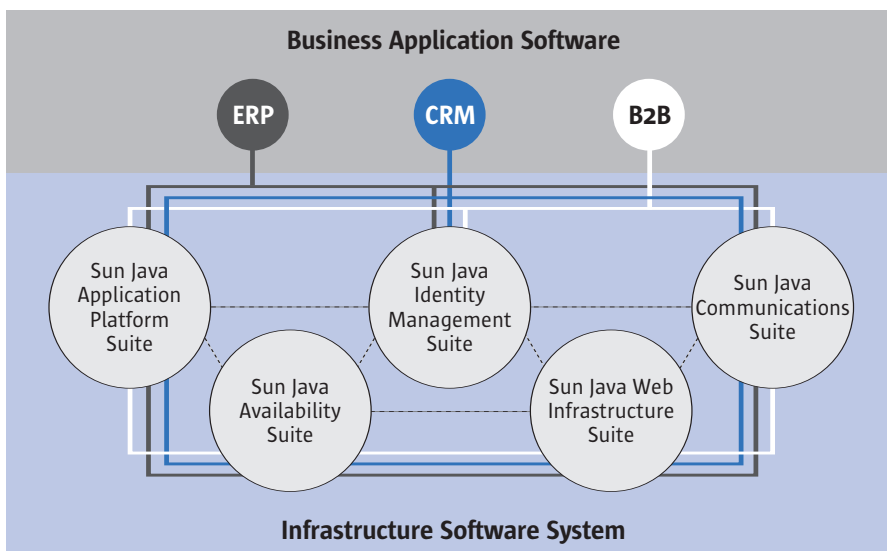 Business Application Software
ERP
CRM
B2B
Sun Java
Application
Platform
Suite
Sun Java
Identity
Management
Suite
Sun Java
Communications
Suite
Sun Java
Availability
Suite
Sun Java Web
Infrastructure
Suite
Infrastructure Software System